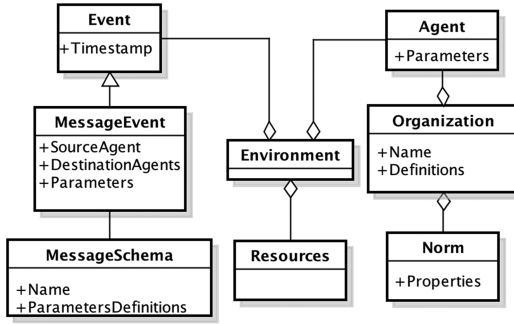 Event
+Timestamp
Agent
+Parameters
MessageEvent
+SourceAgent
+DestinationAgents
+Parameters
Environment
Organization
+Name
+Definitions
MessageSchema
+Name
+ParametersDefinitions
Resources
Norm
+Properties